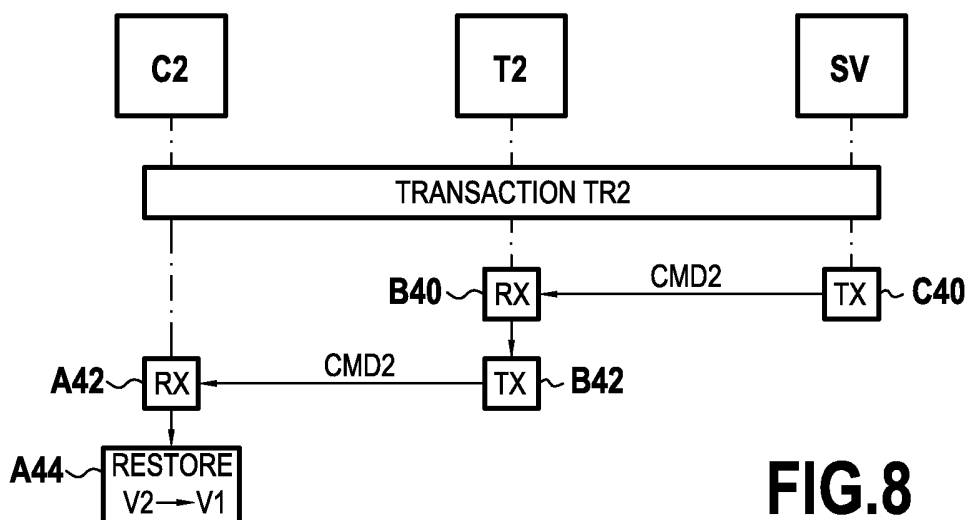 C2 T2 SV
TRANSACTION TR2
B40 RX CMD2 TX C40
A42 RX CMD2 TX B42
A44 RESTORE
V2 → V1
FIG.8